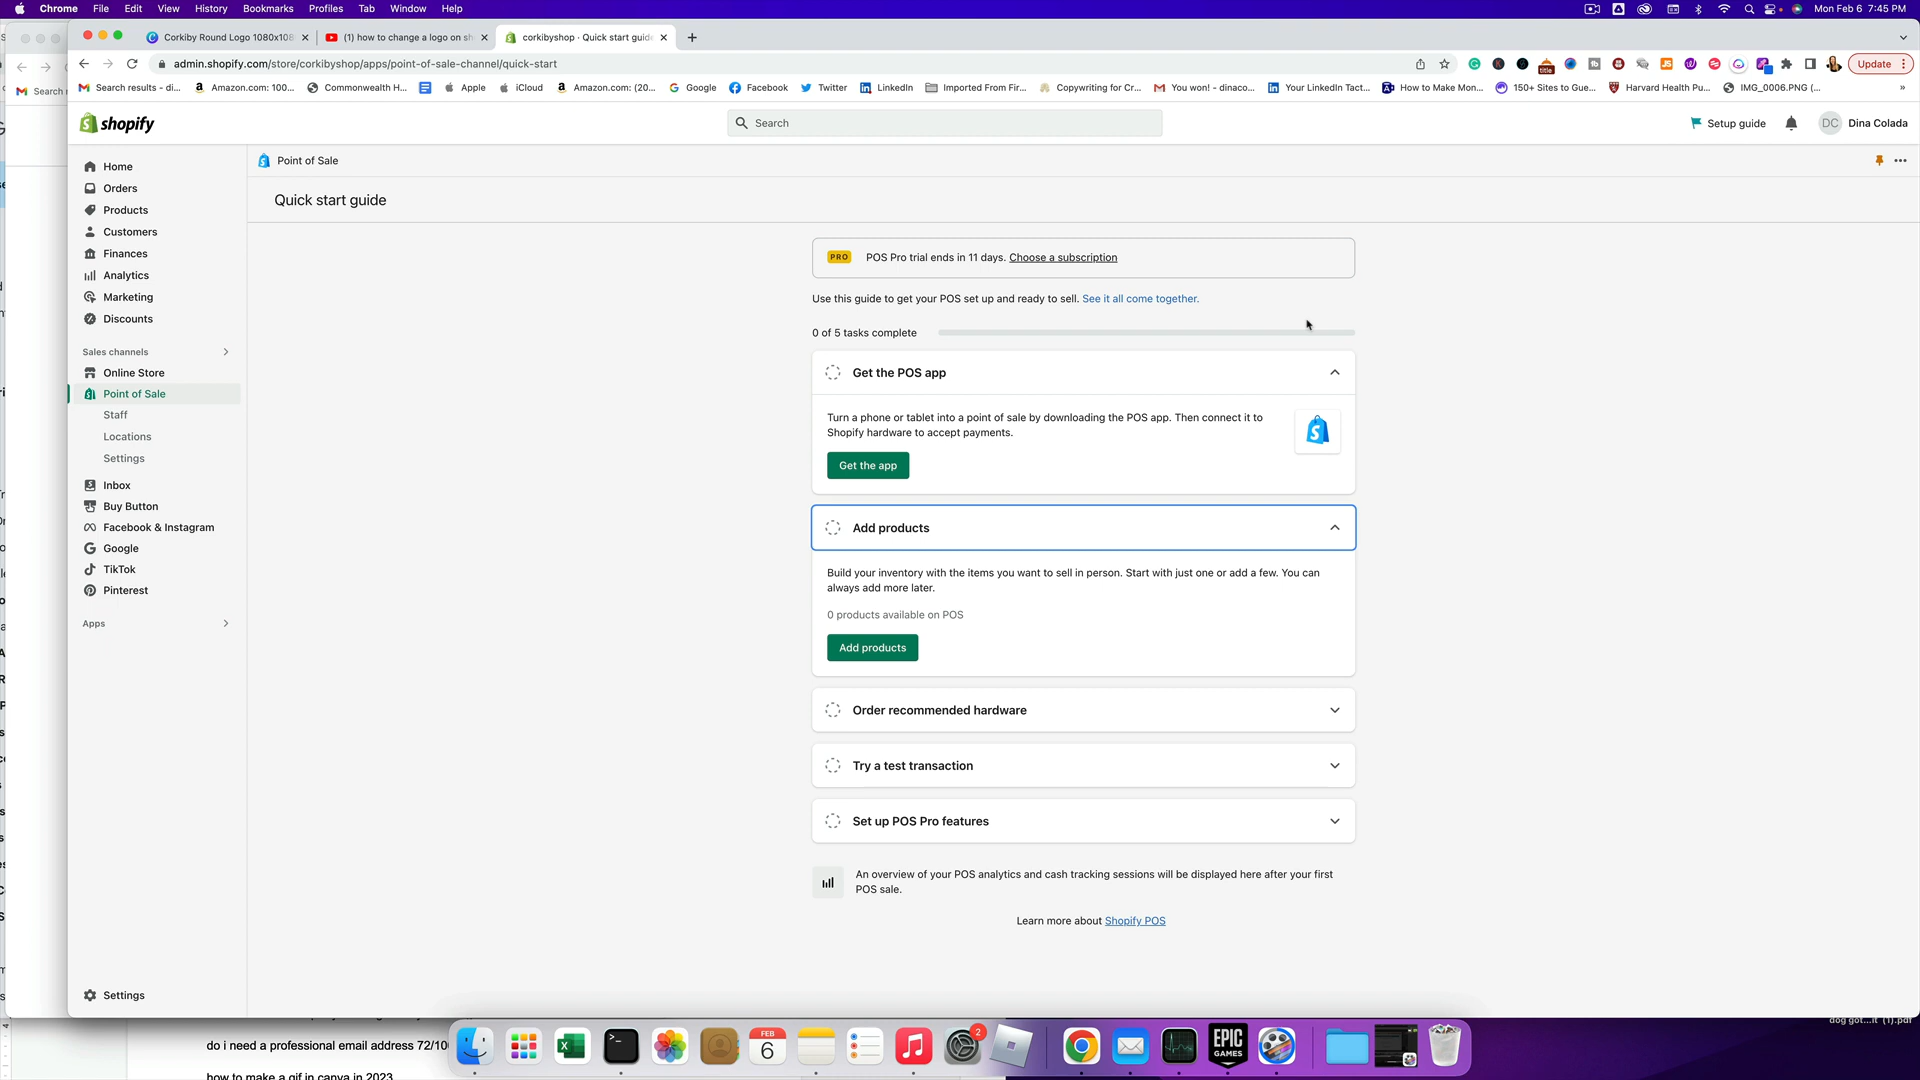 Chrome File Edit View History Bookmarks Profiles Tab Window Help Mon Feb 6 7:45 PM
Corkiby Round Logo 1080x108 (1) how to change a logo on sh corkibyshop · Quick start guide
admin.shopify.com/store/corkibyshop/apps/point-of-sale-channel/quick-start Update
Search results - di... Amazon.com: 100... Commonwealth H... Apple iCloud Amazon.com: (20... Google Facebook Twitter LinkedIn Imported From Fir... Copywriting for Cr... You won! - dinaco... Your LinkedIn Tact... How to Make Mon... 150+ Sites to Gue... Harvard Health Pu... IMG_0006.PNG (... »
shopify Search Setup guide DC Dina Colada
Home
Orders
Products
Customers
Finances
Analytics
Marketing
Discounts
Sales channels
Online Store
Point of Sale
Staff
Locations
Settings
Inbox
Buy Button
Facebook & Instagram
Google
TikTok
Pinterest
Apps
Settings
Point of Sale
Quick start guide
PRO POS Pro trial ends in 11 days. Choose a subscription
Use this guide to get your POS set up and ready to sell. See it all come together.
0 of 5 tasks complete
Get the POS app
Turn a phone or tablet into a point of sale by downloading the POS app. Then connect it to
Shopify hardware to accept payments.
Get the app
Add products
Build your inventory with the items you want to sell in person. Start with just one or add a few. You can
always add more later.
0 products available on POS
Add products
Order recommended hardware
Try a test transaction
Set up POS Pro features
An overview of your POS analytics and cash tracking sessions will be displayed here after your first
POS sale.
Learn more about Shopify POS
do i need a professional email address 72/10
how to make a gif in canva in 2023
FEB
6
2
EPIC
GAMES
dog got...it (1).pdf